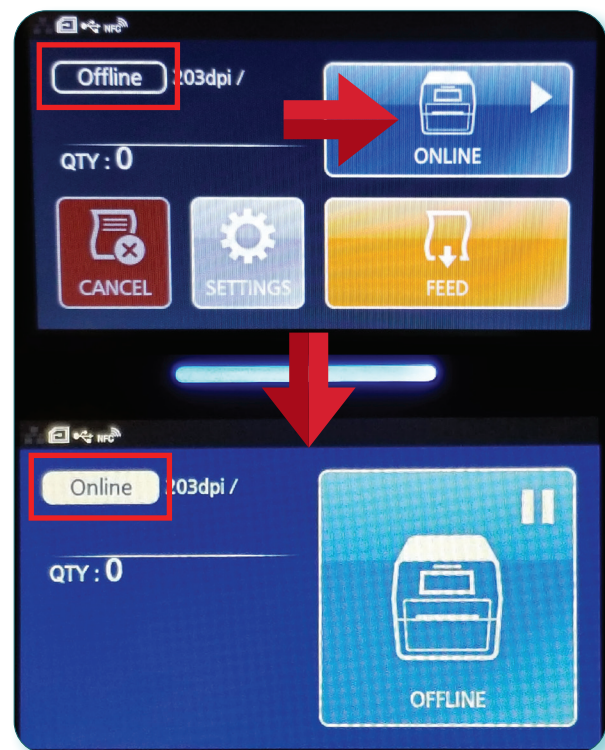 NFC
Offline 203dpi /
QTY : 0
ONLINE
CANCEL
SETTINGS
FEED
NFC
Online 203dpi /
QTY : 0
OFFLINE